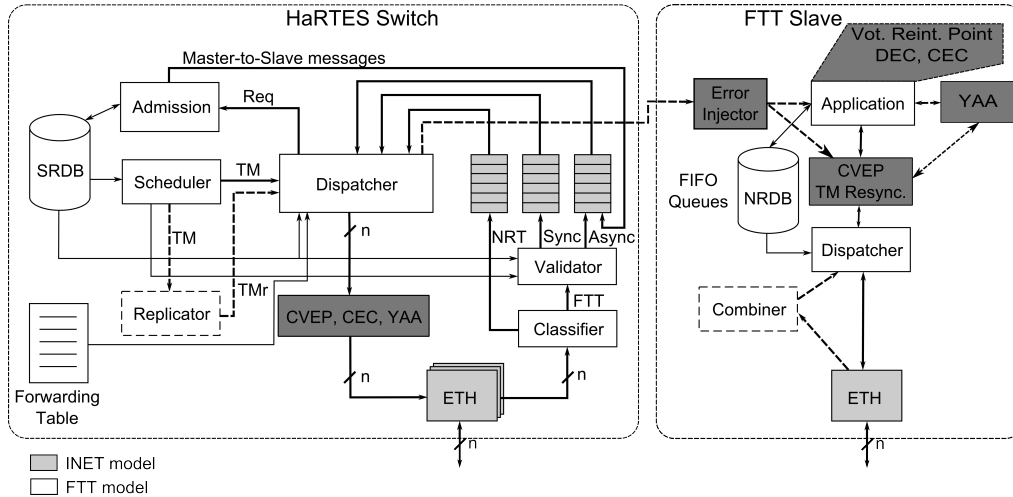 HaRTES Switch
Master-to-Slave messages
Admission
Req
SRDB
Scheduler
TM
Dispatcher
TM
n
NRT
Sync
Async
Validator
Replicator
TMr
FTT
CVEP, CEC, YAA
Classifier
Forwarding
Table
n
ETH
n
n
FTT Slave
Vot. Reint. Point
DEC, CEC
Error
Injector
Application
YAA
FIFO
Queues
NRDB
CVEP
TM Resync.
Dispatcher
Combiner
ETH
n
INET model
FTT model